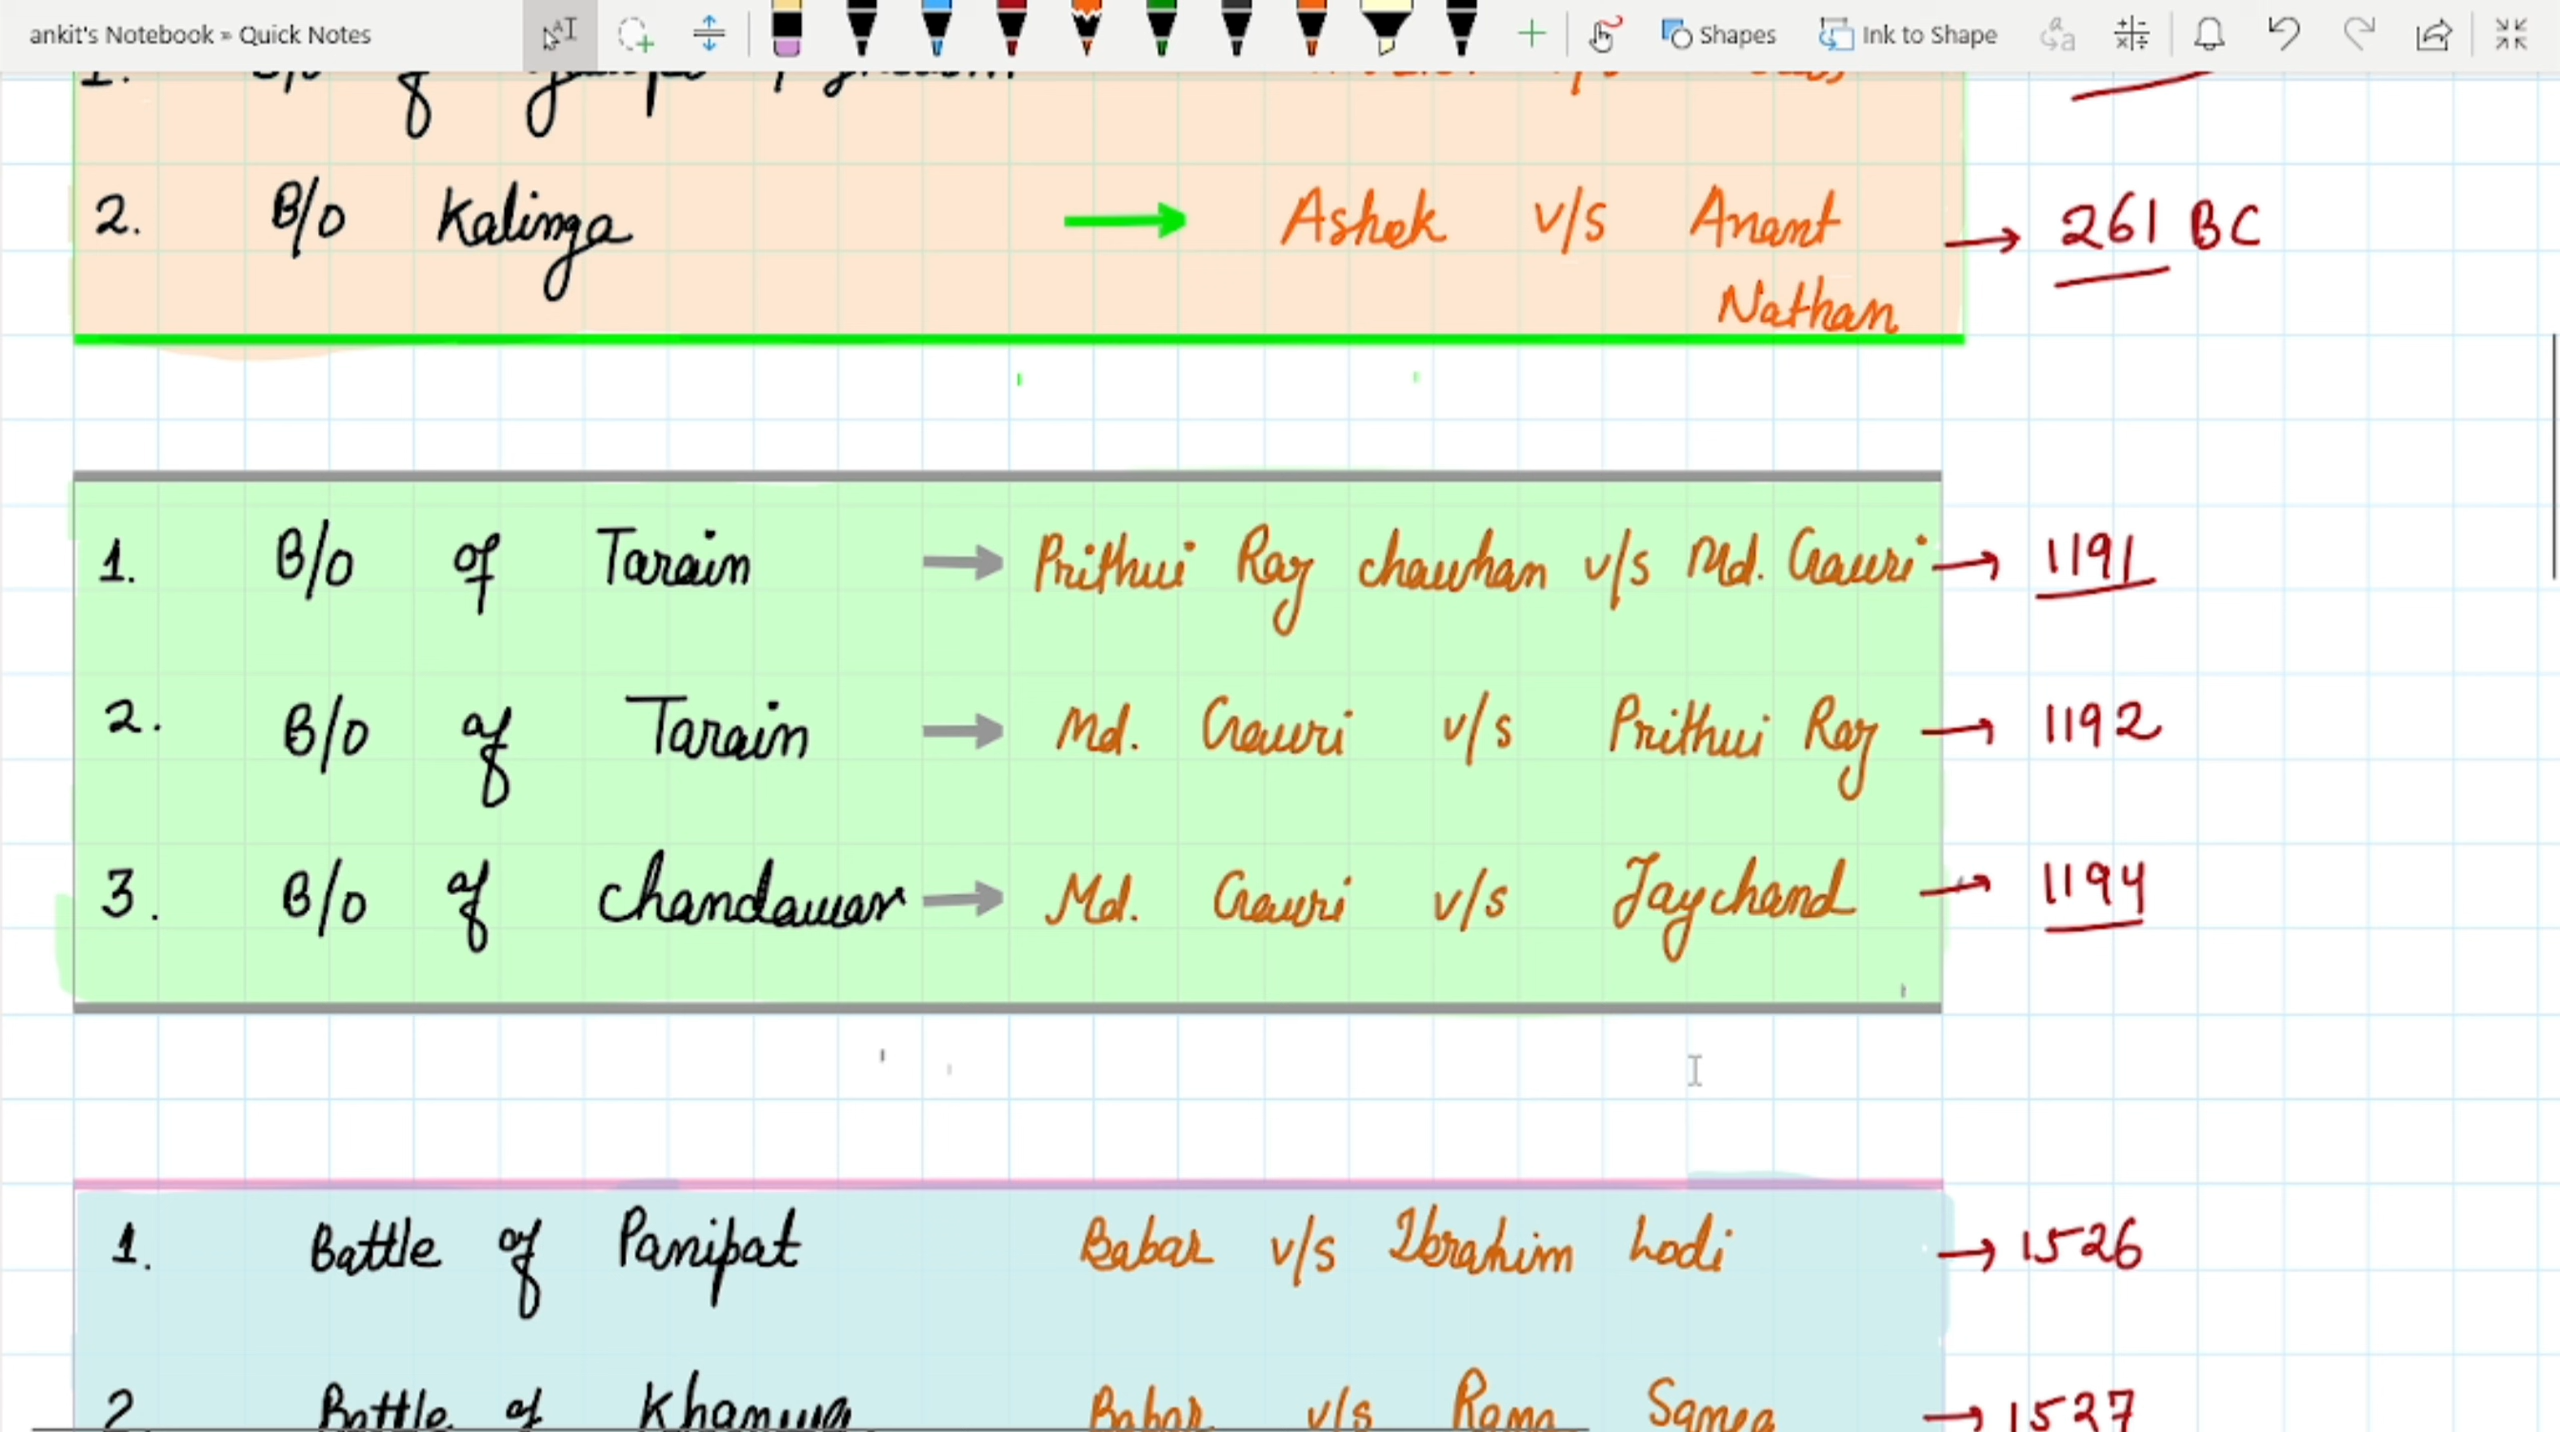 ankit's Notebook » Quick Notes
Shapes
Ink to Shape
1. B/o of
2. B/o Kalinga → Ashok v/s Anant → 261 BC
Nathan
1. B/o of Tarain → Prithvi Raj chauhan v/s Md. Gauri → 1191
2. B/o of Tarain → Md. Gauri v/s Prithvi Raj → 1192
3. B/o of Chandawar → Md. Gauri v/s Jaychand → 1194
1. Battle of Panipat Babar v/s Ibrahim Lodi → 1526
2. Battle of Khanwa Babar v/s Rana Sanga → 1527